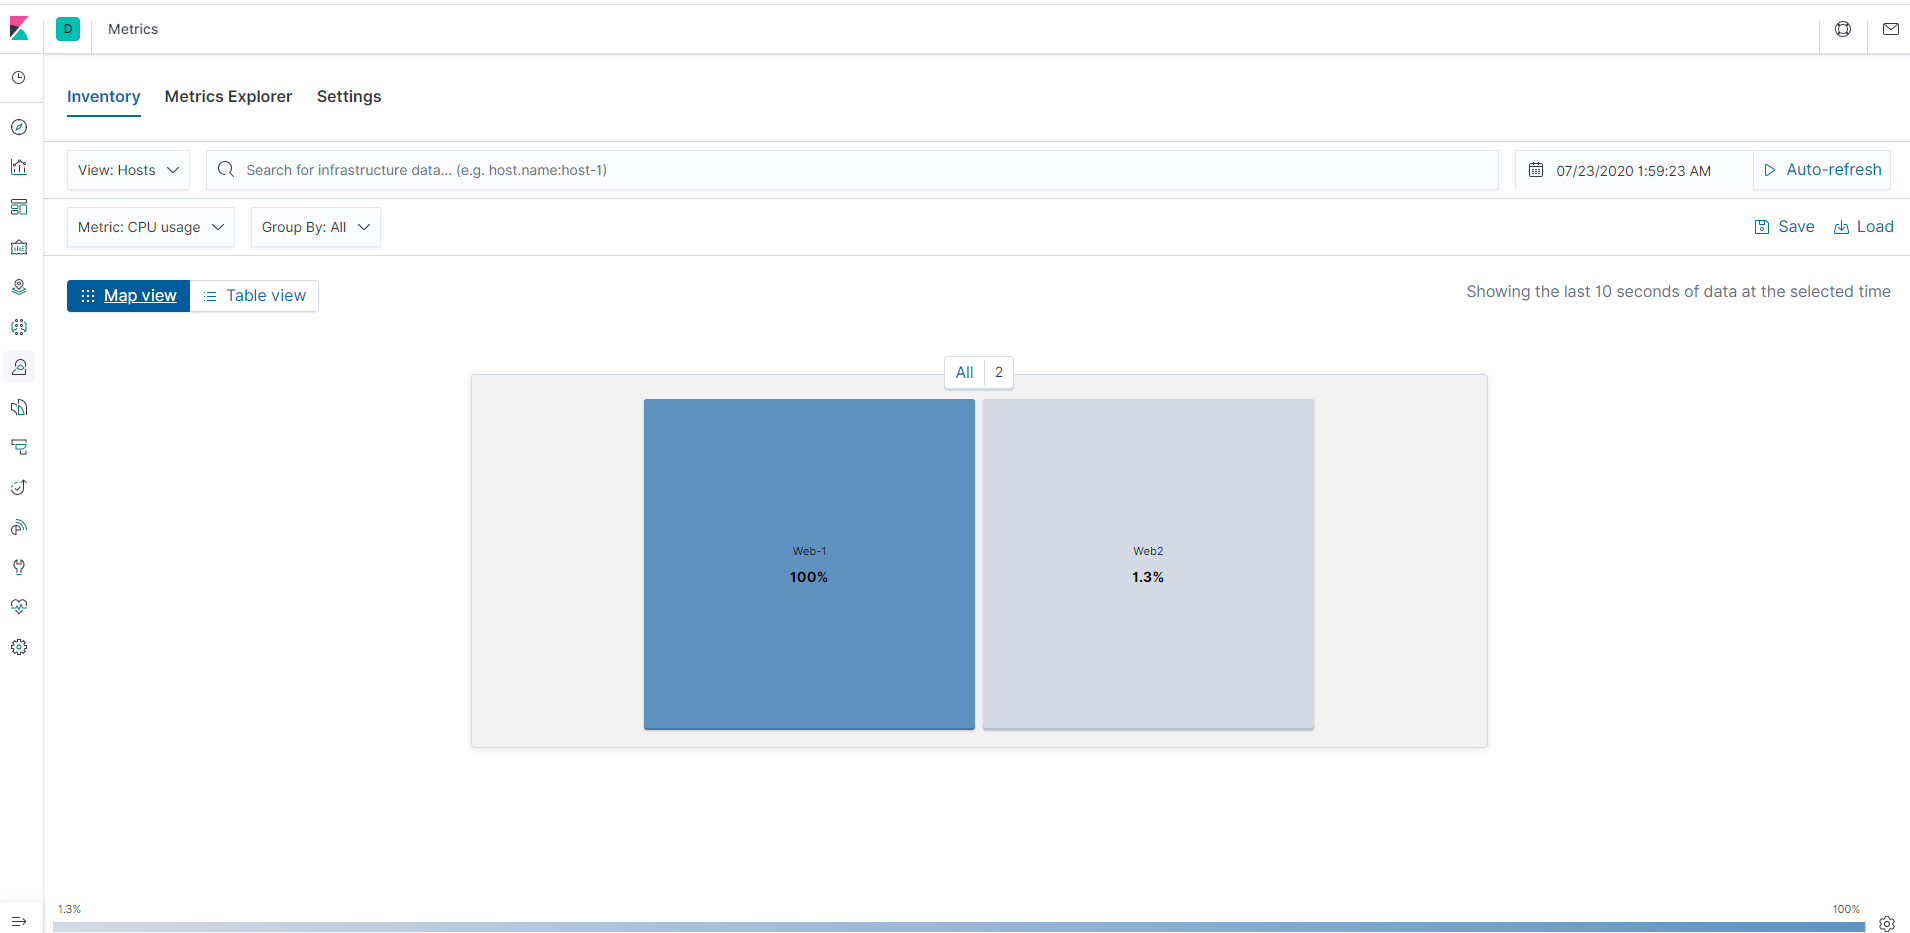 D Metrics
Inventory Metrics Explorer Settings
View: Hosts Search for infrastructure data... (e.g. host.name:host-1) 07/23/2020 1:59:23 AM Auto-refresh
Metric: CPU usage Group By: All Save Load
Map view Table view Showing the last 10 seconds of data at the selected time
All 2
Web-1 Web2
100% 1.3%
1.3% 100%